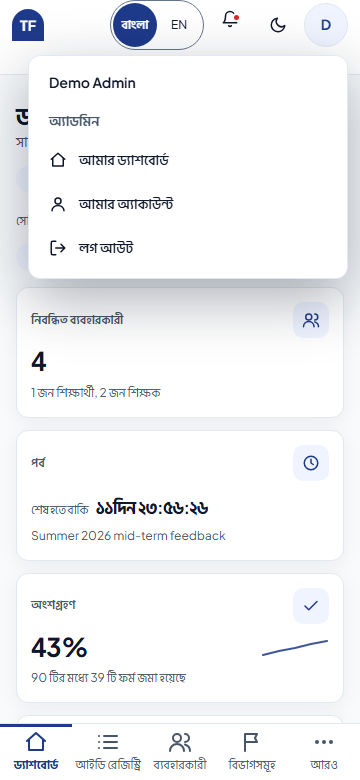 TF
বাংলা EN
D
Demo Admin
অ্যাডমিন
আমার ড্যাশবোর্ড
আমার অ্যাকাউন্ট
লগ আউট
নিবন্ধিত ব্যবহারকারী
4
1 জন শিক্ষার্থী, 2 জন শিক্ষক
পর্ব
শেষ হতে বাকি ১১দিন ২৩:৫৬:২৬
Summer 2026 mid-term feedback
অংশগ্রহণ
43%
90 টির মধ্যে 39 টি ফর্ম জমা হয়েছে
ড্যাশবোর্ড আইডি রেজিস্ট্রি ব্যবহারকারী বিভাগসমূহ আরও